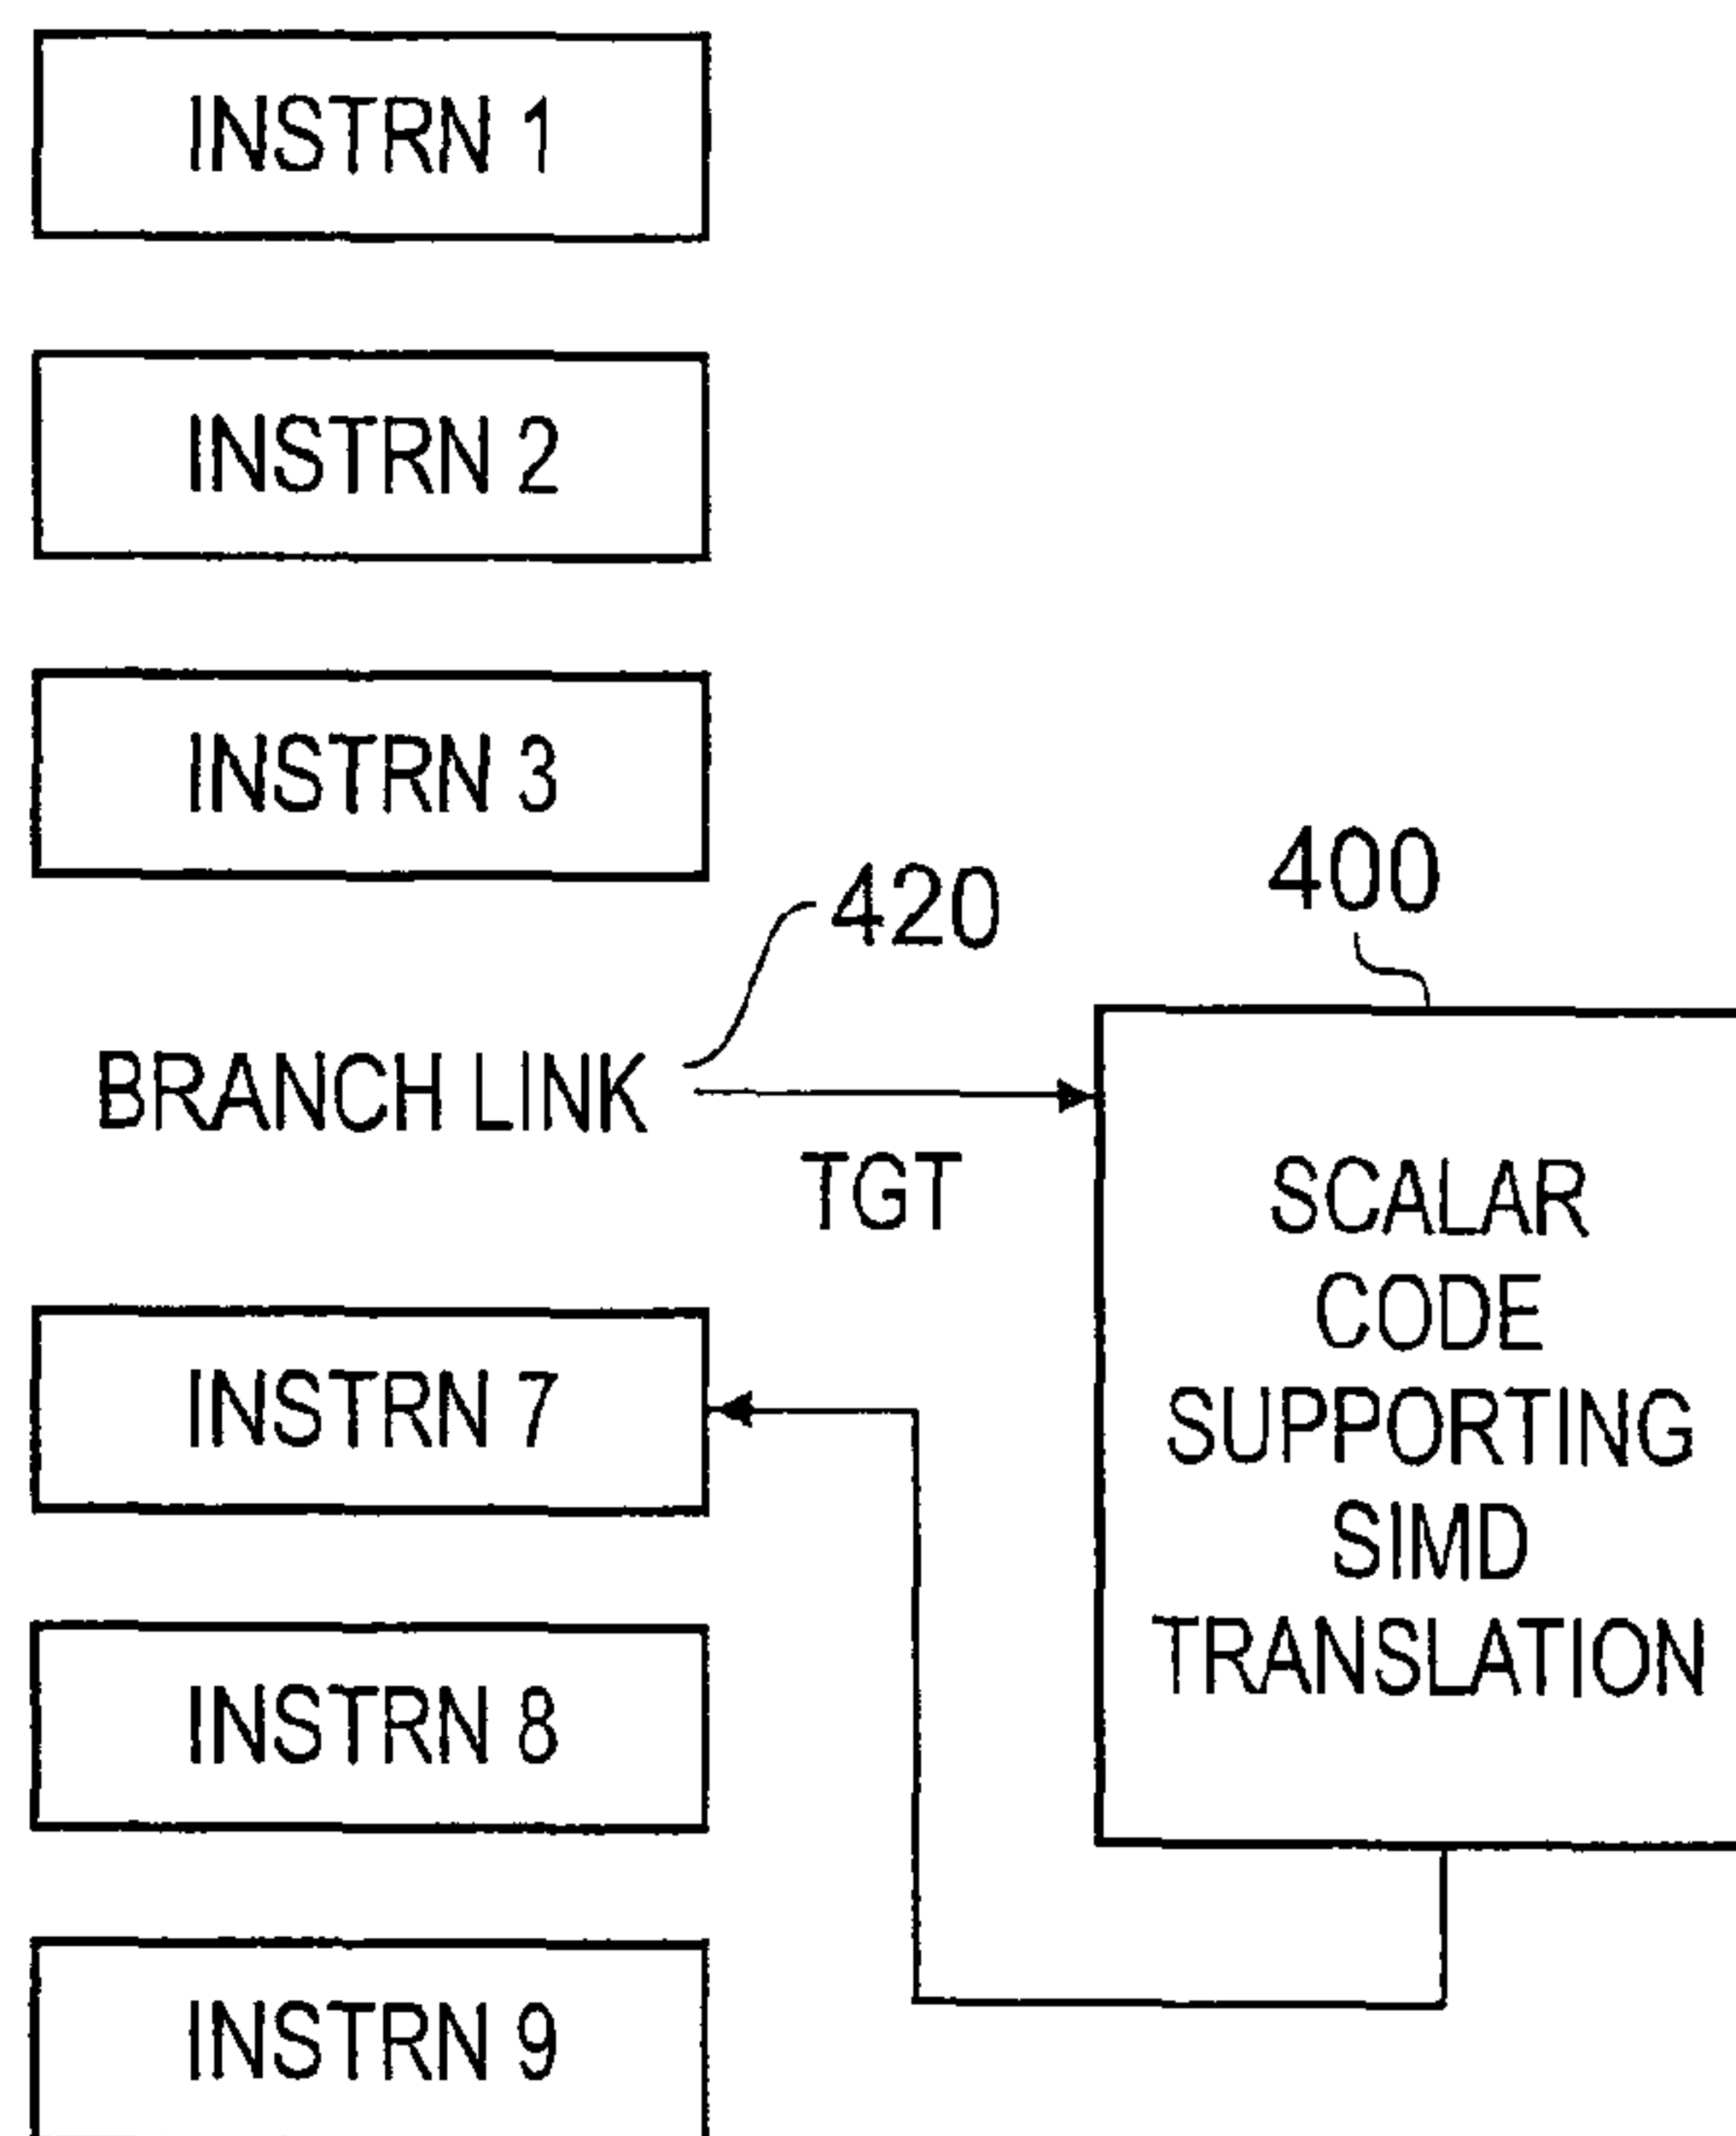 INSTRN 1
INSTRN 2
INSTRN 3
420
400
BRANCH LINK
TGT
SCALAR
CODE
SUPPORTING
SIMD
TRANSLATION
INSTRN 7
INSTRN 8
INSTRN 9